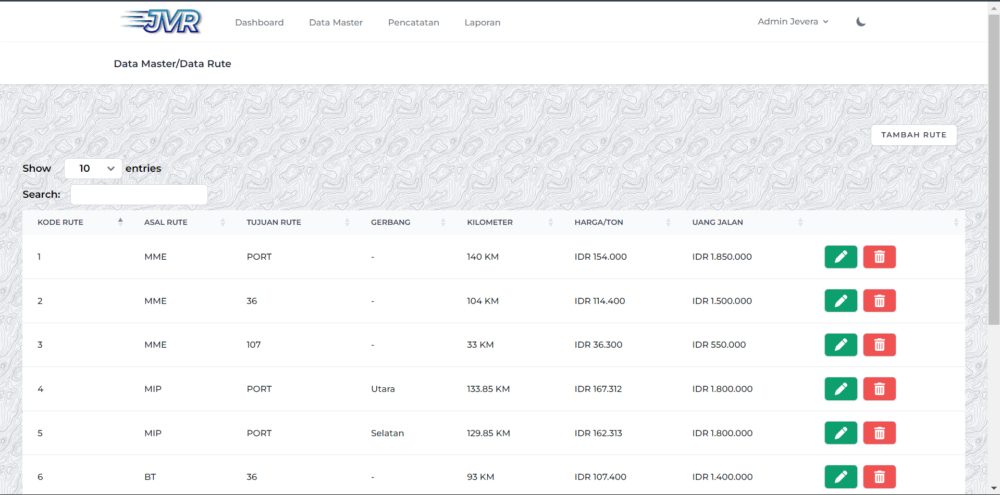 JVR Dashboard Data Master Pencatatan Laporan Admin Jevera
Data Master/Data Rute
TAMBAH RUTE
Show 10 entries
Search:
KODE RUTE ASAL RUTE TUJUAN RUTE GERBANG KILOMETER HARGA/TON UANG JALAN
1 MME PORT - 140 KM IDR 154.000 IDR 1.850.000
2 MME 36 - 104 KM IDR 114.400 IDR 1.500.000
3 MME 107 - 33 KM IDR 36.300 IDR 550.000
4 MIP PORT Utara 133.85 KM IDR 167.312 IDR 1.800.000
5 MIP PORT Selatan 129.85 KM IDR 162.313 IDR 1.800.000
6 BT 36 - 93 KM IDR 107.400 IDR 1.400.000